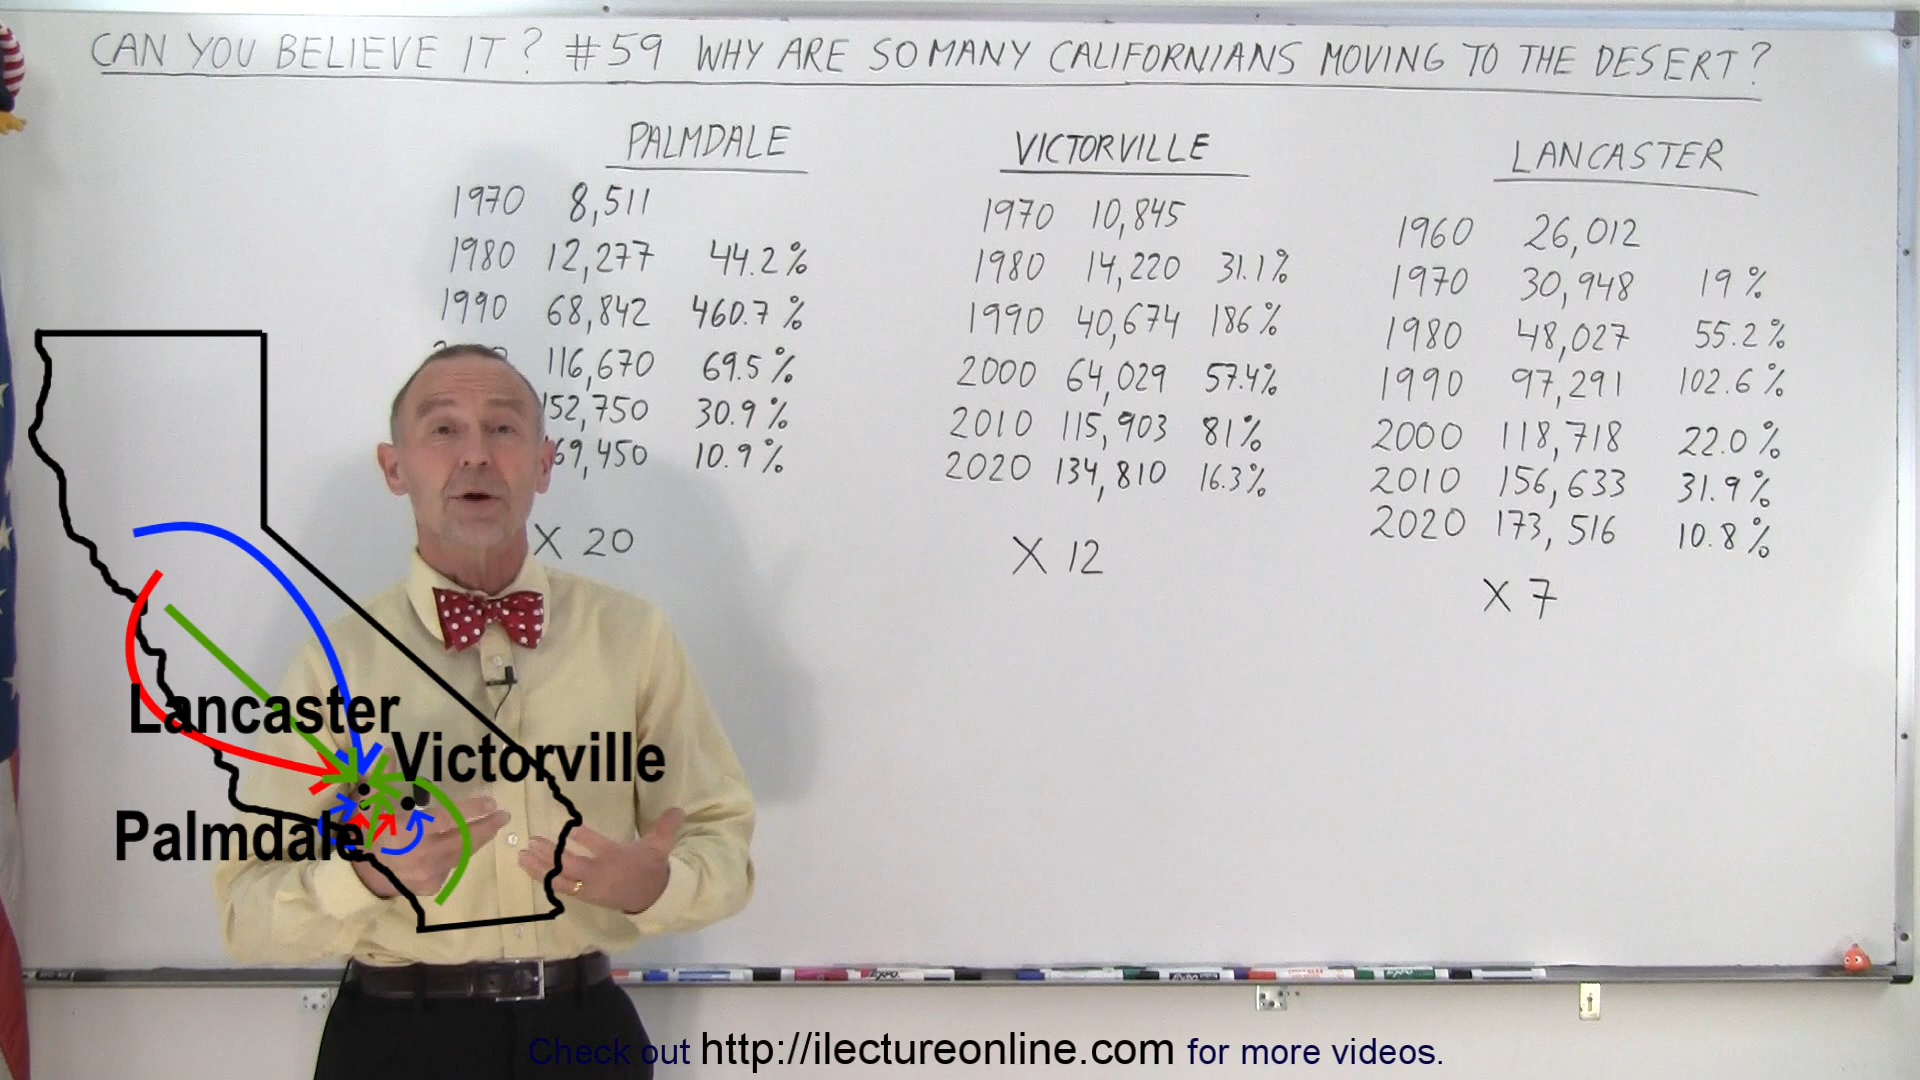 CAN YOU BELIEVE IT? #59 WHY ARE SO MANY CALIFORNIANS MOVING TO THE DESERT?
PALMDALE
1970 8,511
1980 12,277 44.2%
1990 68,842 460.7%
116,670 69.5%
152,750 30.9%
69,450 10.9%
X 20
VICTORVILLE
1970 10,845
1980 14,220 31.1%
1990 40,674 186%
2000 64,029 57.4%
2010 115,903 81%
2020 134,810 16.3%
X 12
LANCASTER
1960 26,012
1970 30,948 19%
1980 48,027 55.2%
1990 97,291 102.6%
2000 118,718 22.0%
2010 156,633 31.9%
2020 173,516 10.8%
X 7
Lancaster
Victorville
Palmdale
Check out http://ilectureonline.com for more videos.